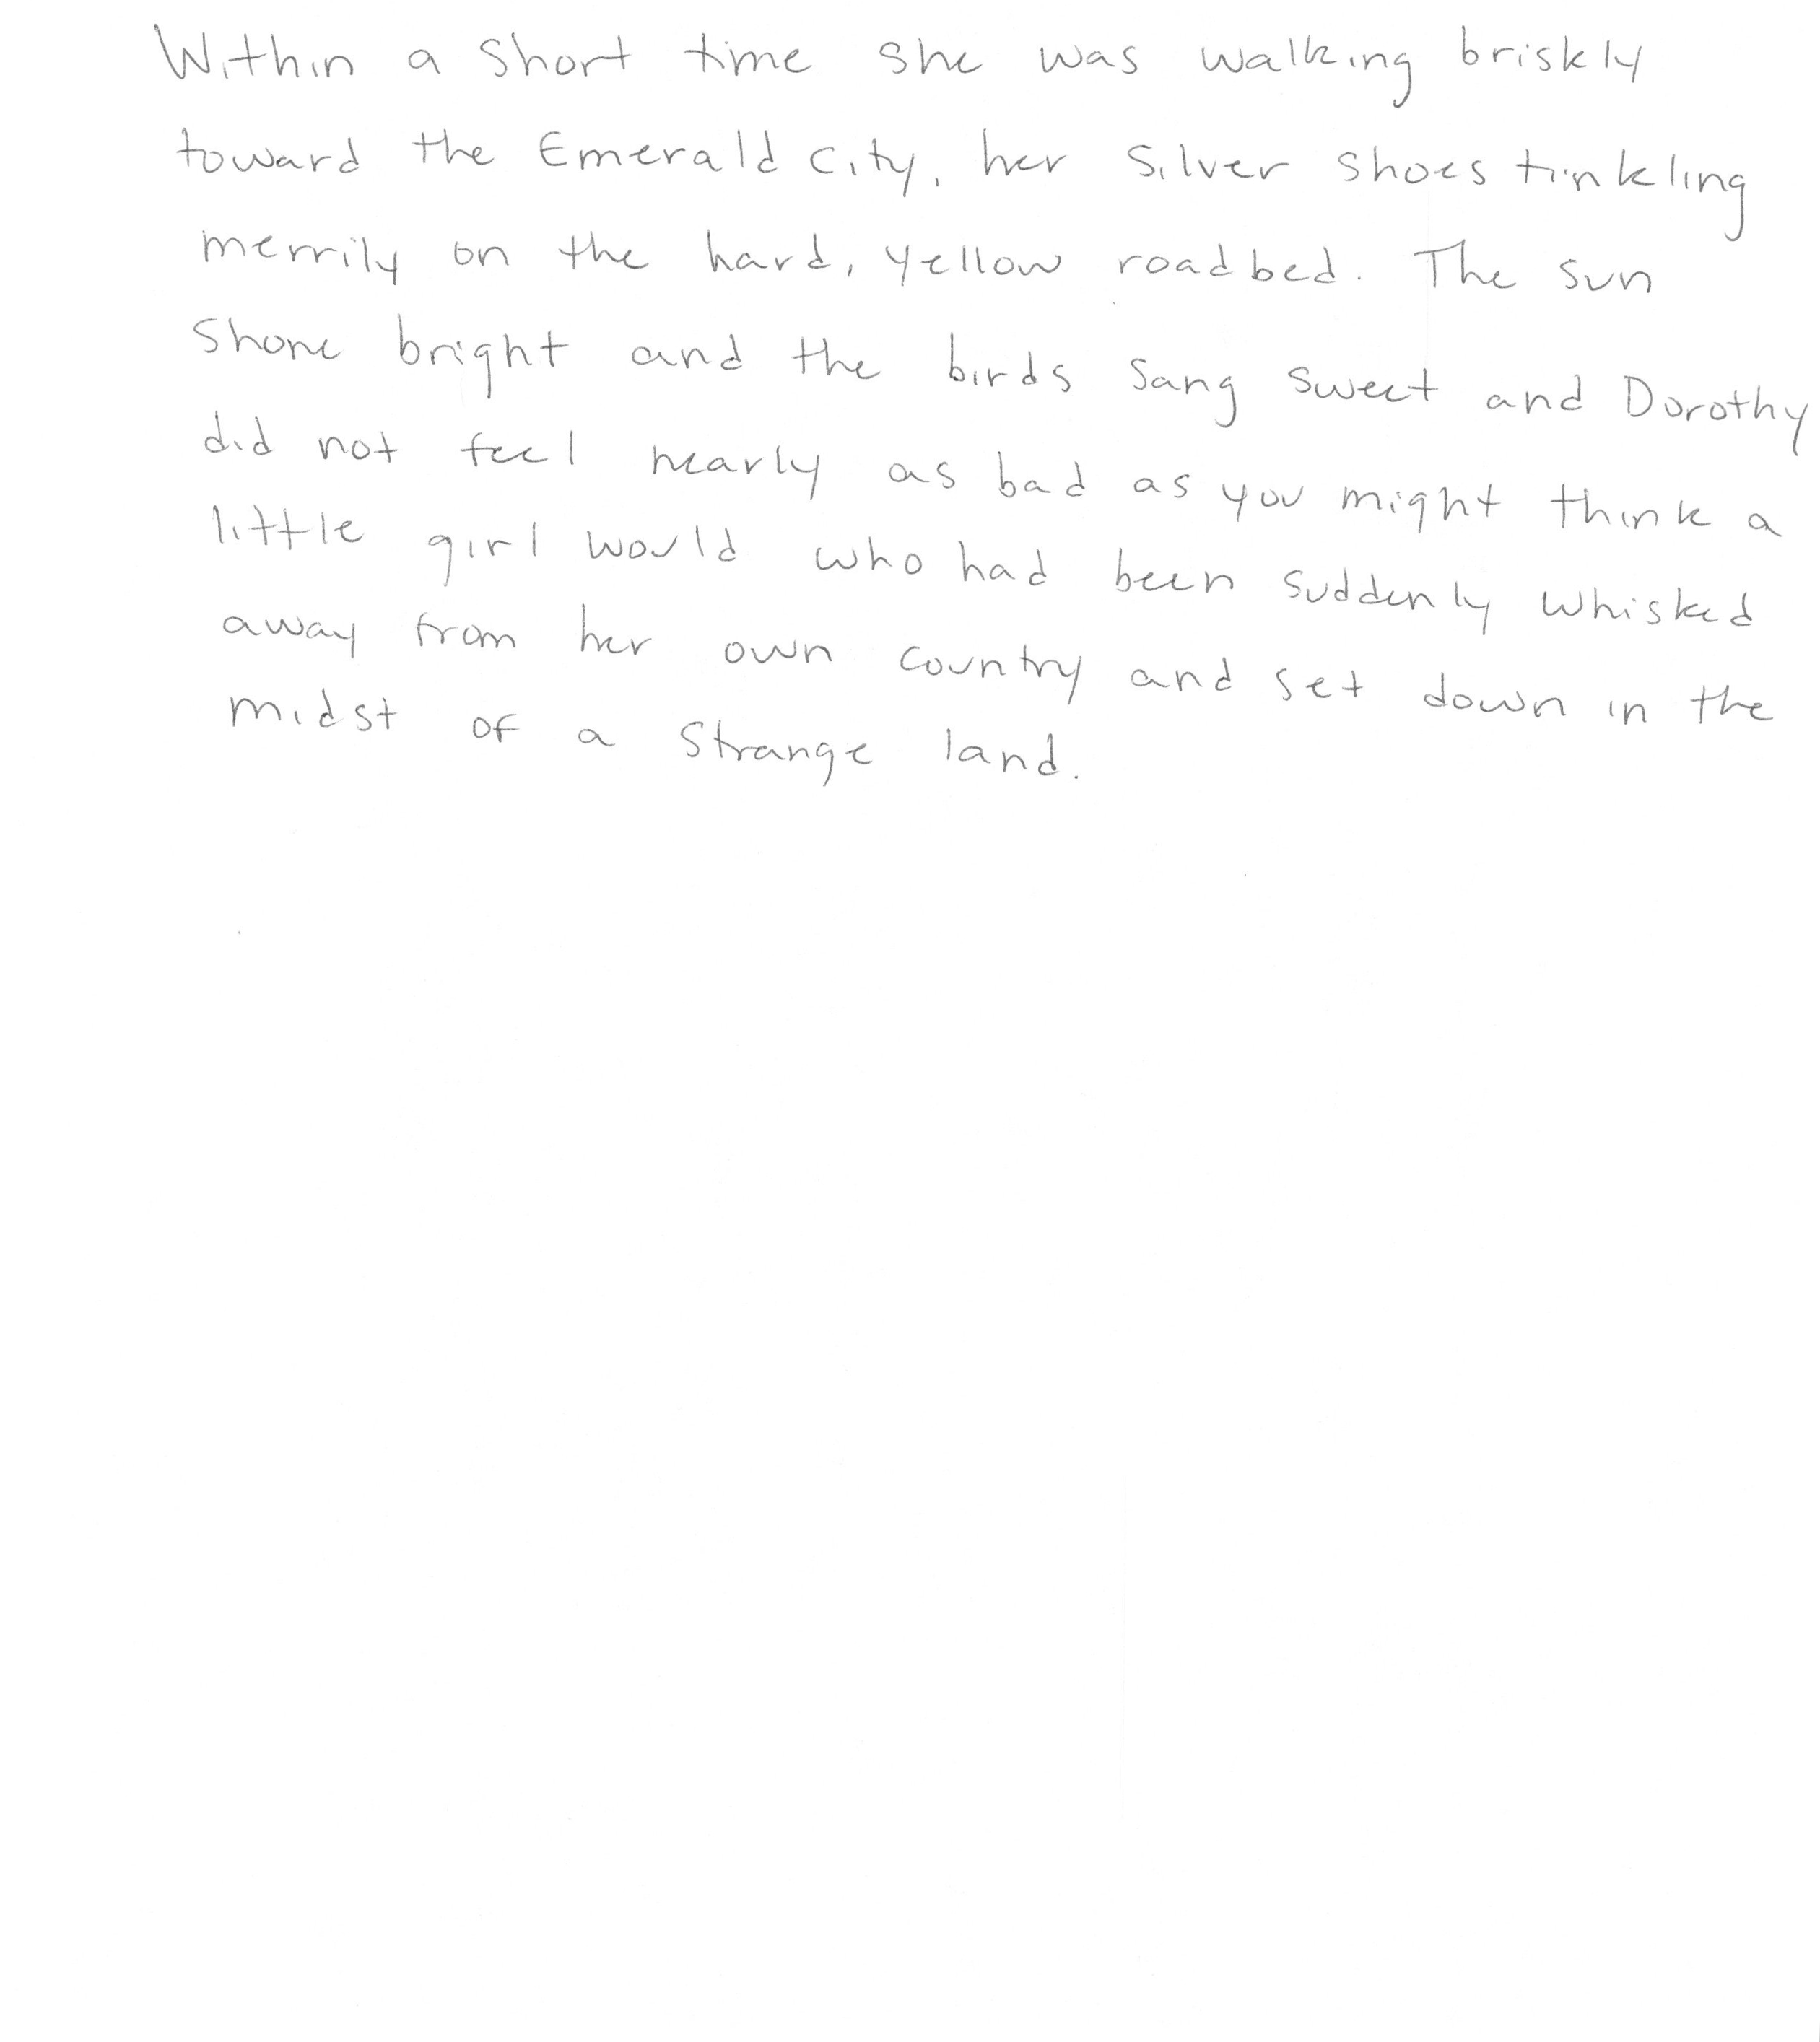 Within a short time she was walking briskly
toward the Emerald City, her silver shoes tinkling
merrily on the hard, yellow roadbed. The sun
shone bright and the birds sang sweet and Dorothy
did not feel nearly as bad as you might think a
little girl would who had been suddenly whisked
away from her own country and set down in the
midst of a strange land.